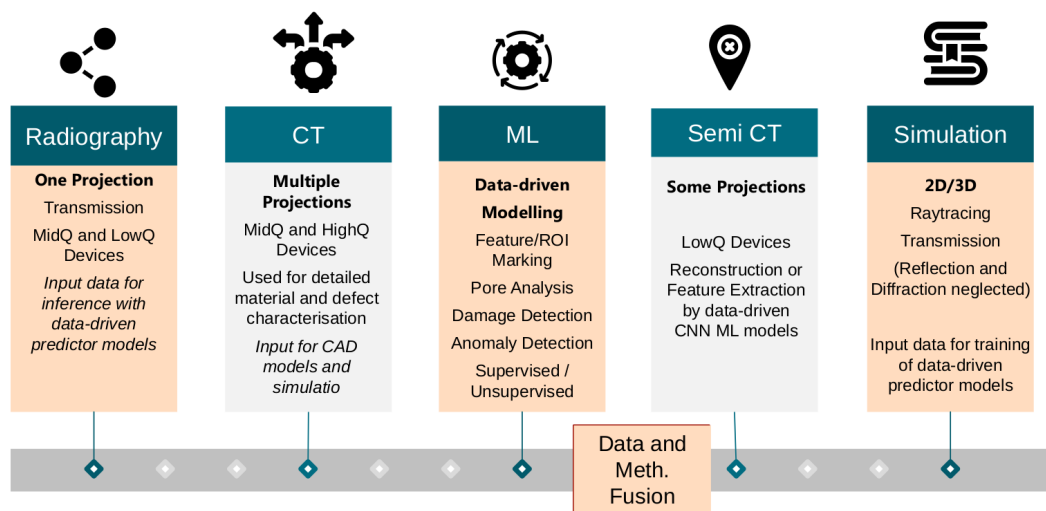 Radiography
One Projection
Transmission
MidQ and LowQ
Devices
Input data for
inference with
data-driven
predictor models
CT
Multiple
Projections
MidQ and HighQ
Devices
Used for detailed
material and defect
characterisation
Input for CAD
models and
simulatio
ML
Data-driven
Modelling
Feature/ROI
Marking
Pore Analysis
Damage Detection
Anomaly Detection
Supervised /
Unsupervised
Semi CT
Some Projections
LowQ Devices
Reconstruction or
Feature Extraction
by data-driven
CNN ML models
Simulation
2D/3D
Raytracing
Transmission
(Reflection and
Diffraction neglected)
Input data for training
of data-driven
predictor models
Data and
Meth.
Fusion